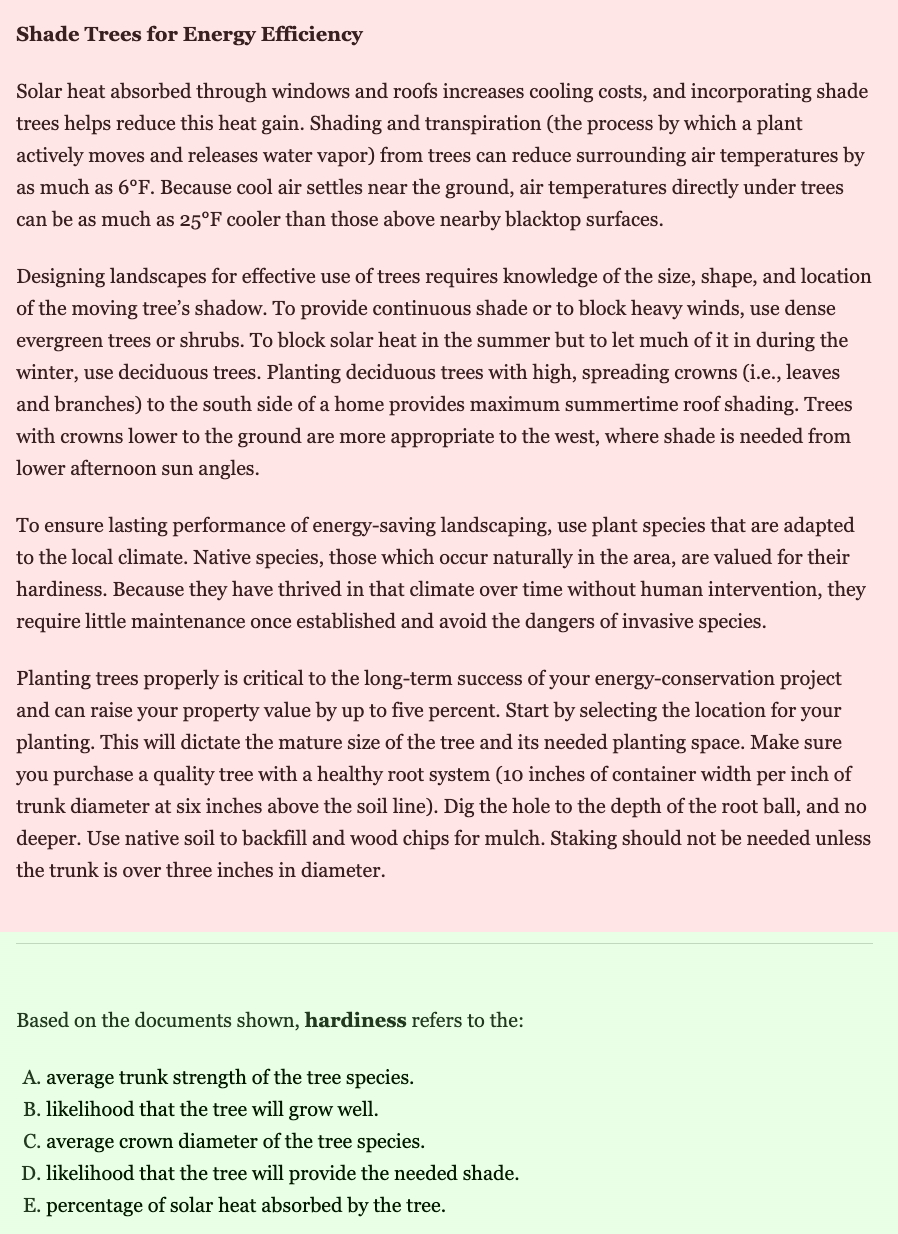 Shade Trees for Energy Efficiency
Solar heat absorbed through windows and roofs increases cooling costs, and incorporating shade
trees helps reduce this heat gain. Shading and transpiration (the process by which a plant
actively moves and releases water vapor) from trees can reduce surrounding air temperatures by
as much as 6°F. Because cool air settles near the ground, air temperatures directly under trees
can be as much as 25°F cooler than those above nearby blacktop surfaces.
Designing landscapes for effective use of trees requires knowledge of the size, shape, and location
of the moving tree’s shadow. To provide continuous shade or to block heavy winds, use dense
evergreen trees or shrubs. To block solar heat in the summer but to let much of it in during the
winter, use deciduous trees. Planting deciduous trees with high, spreading crowns (i.e., leaves
and branches) to the south side of a home provides maximum summertime roof shading. Trees
with crowns lower to the ground are more appropriate to the west, where shade is needed from
lower afternoon sun angles.
To ensure lasting performance of energy-saving landscaping, use plant species that are adapted
to the local climate. Native species, those which occur naturally in the area, are valued for their
hardiness. Because they have thrived in that climate over time without human intervention, they
require little maintenance once established and avoid the dangers of invasive species.
Planting trees properly is critical to the long-term success of your energy-conservation project
and can raise your property value by up to five percent. Start by selecting the location for your
planting. This will dictate the mature size of the tree and its needed planting space. Make sure
you purchase a quality tree with a healthy root system (10 inches of container width per inch of
trunk diameter at six inches above the soil line). Dig the hole to the depth of the root ball, and no
deeper. Use native soil to backfill and wood chips for mulch. Staking should not be needed unless
the trunk is over three inches in diameter.
Based on the documents shown, hardiness refers to the:
A. average trunk strength of the tree species.
B. likelihood that the tree will grow well.
C. average crown diameter of the tree species.
D. likelihood that the tree will provide the needed shade.
E. percentage of solar heat absorbed by the tree.